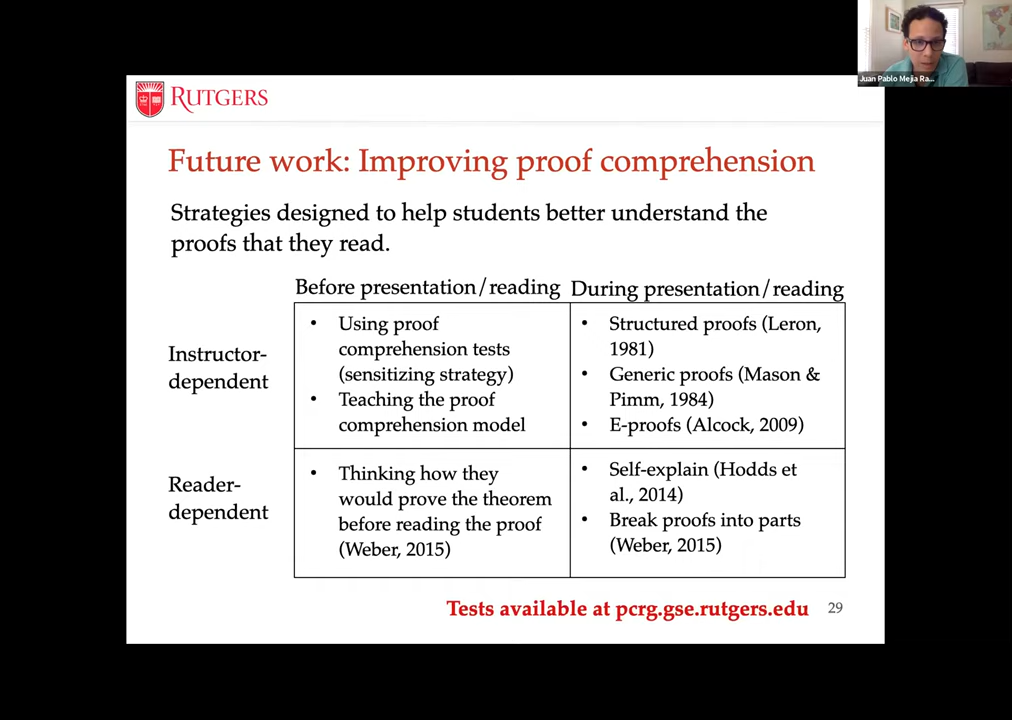 Juan Pablo Mejia Ra...
RUTGERS
Future work: Improving proof comprehension
Strategies designed to help students better understand the
proofs that they read.
Before presentation/reading
During presentation/reading
Instructor-
dependent
• Using proof
comprehension tests
(sensitizing strategy)
• Teaching the proof
comprehension model
• Structured proofs (Leron,
1981)
• Generic proofs (Mason &
Pimm, 1984)
• E-proofs (Alcock, 2009)
Reader-
dependent
• Thinking how they
would prove the theorem
before reading the proof
(Weber, 2015)
• Self-explain (Hodds et
al., 2014)
• Break proofs into parts
(Weber, 2015)
Tests available at pcrg.gse.rutgers.edu
29